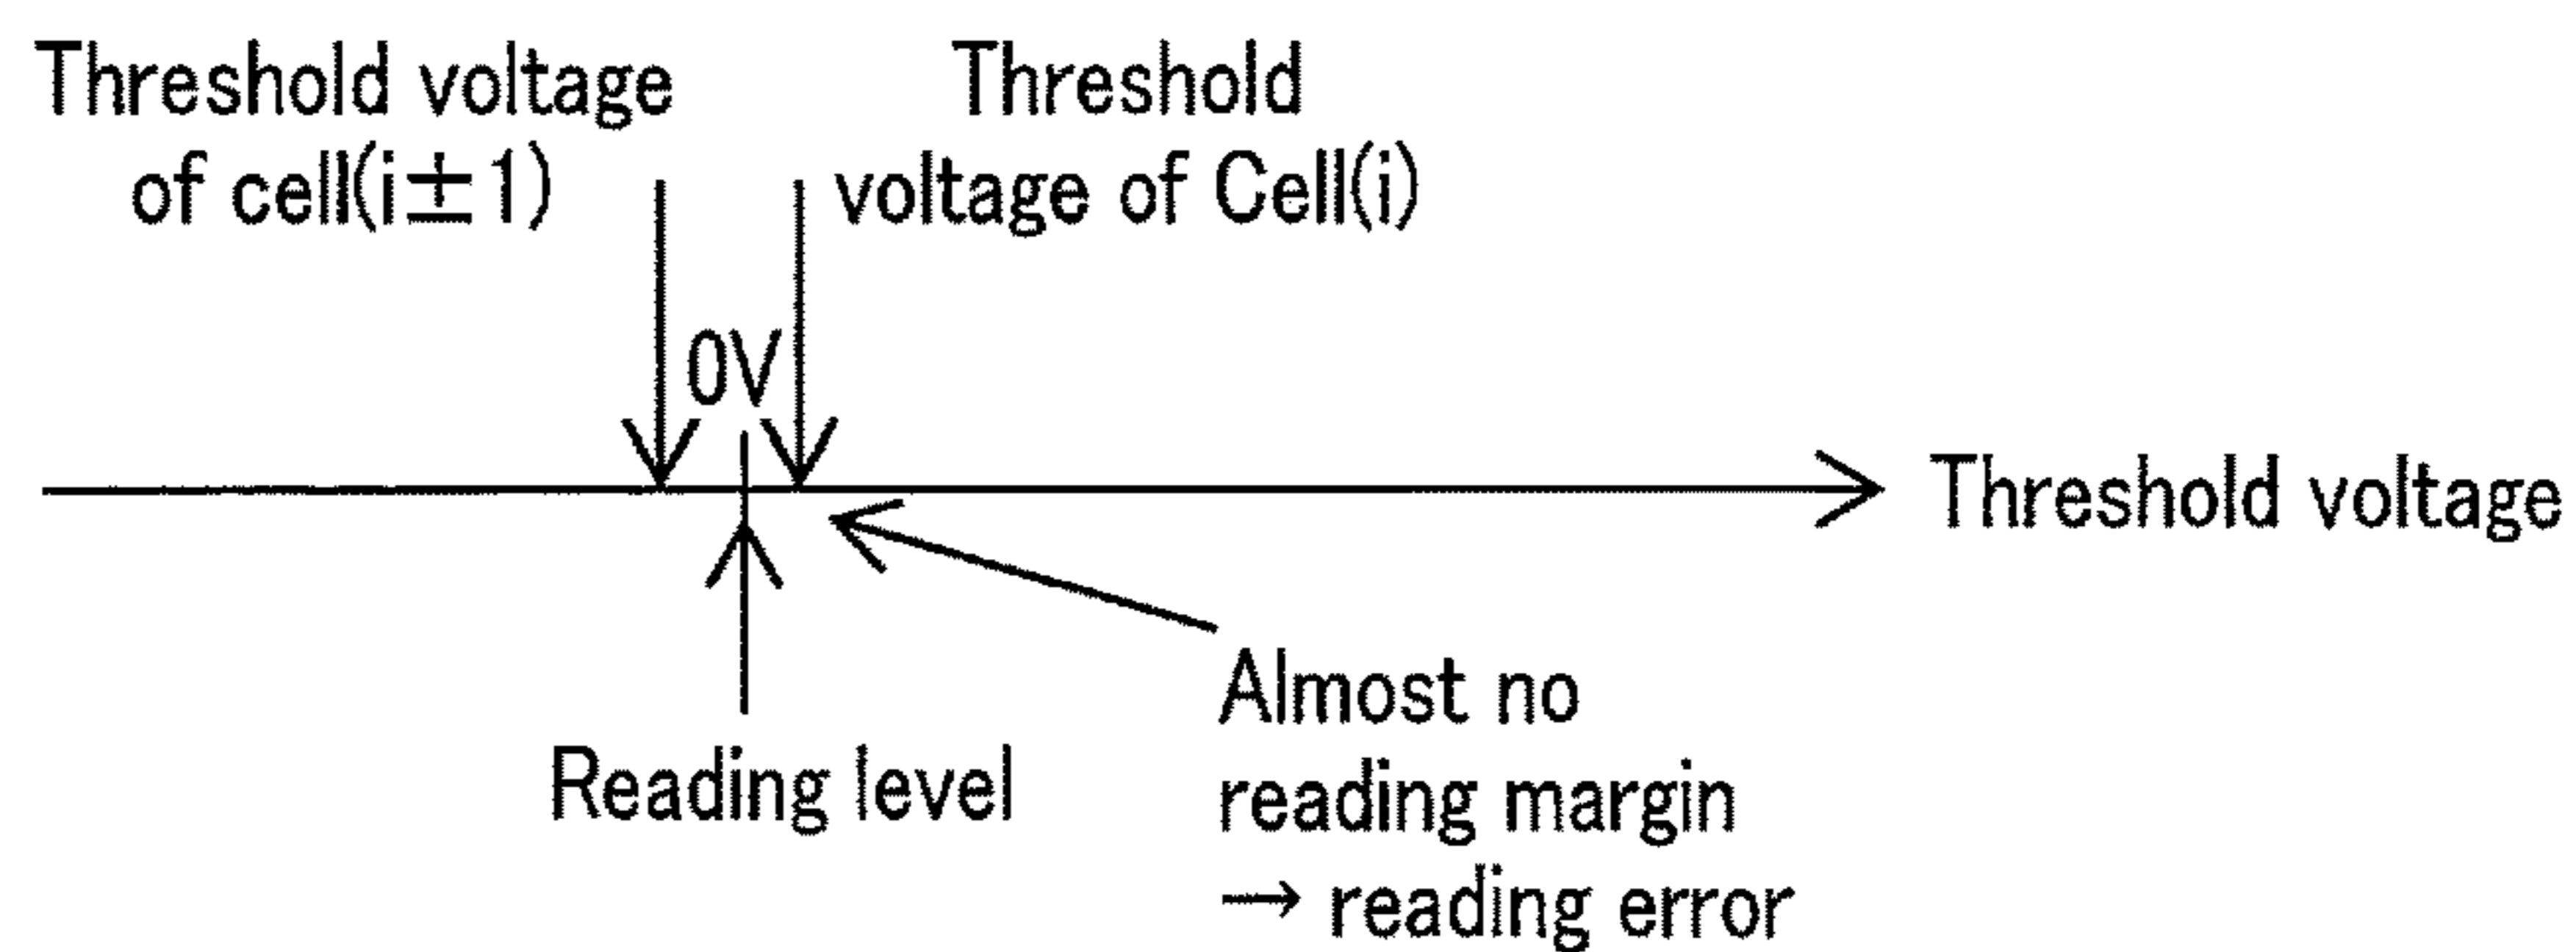 Threshold voltage
of cell(i±1)
Threshold
voltage of Cell(i)
0V
Threshold voltage
Reading level
Almost no
reading margin
→ reading error